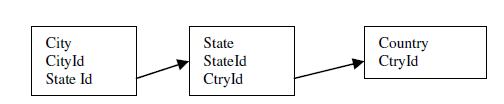 City
CityId
State Id
State
StateId
CtryId
Country
CtryId